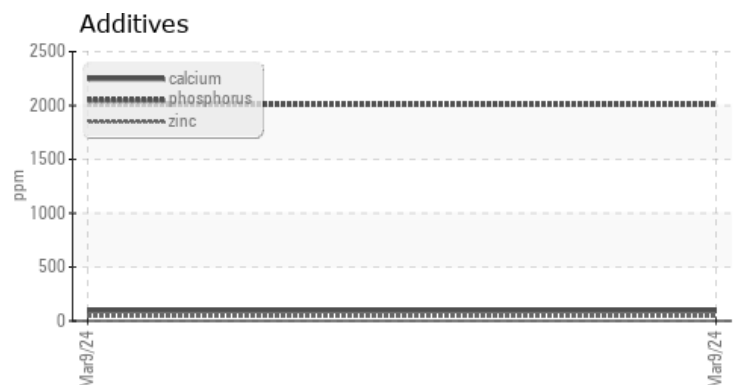 Additives
2500
2000
1500
1000
500
0
ppm
calcium
phosphorus
zinc
Mar9/24
Mar9/24